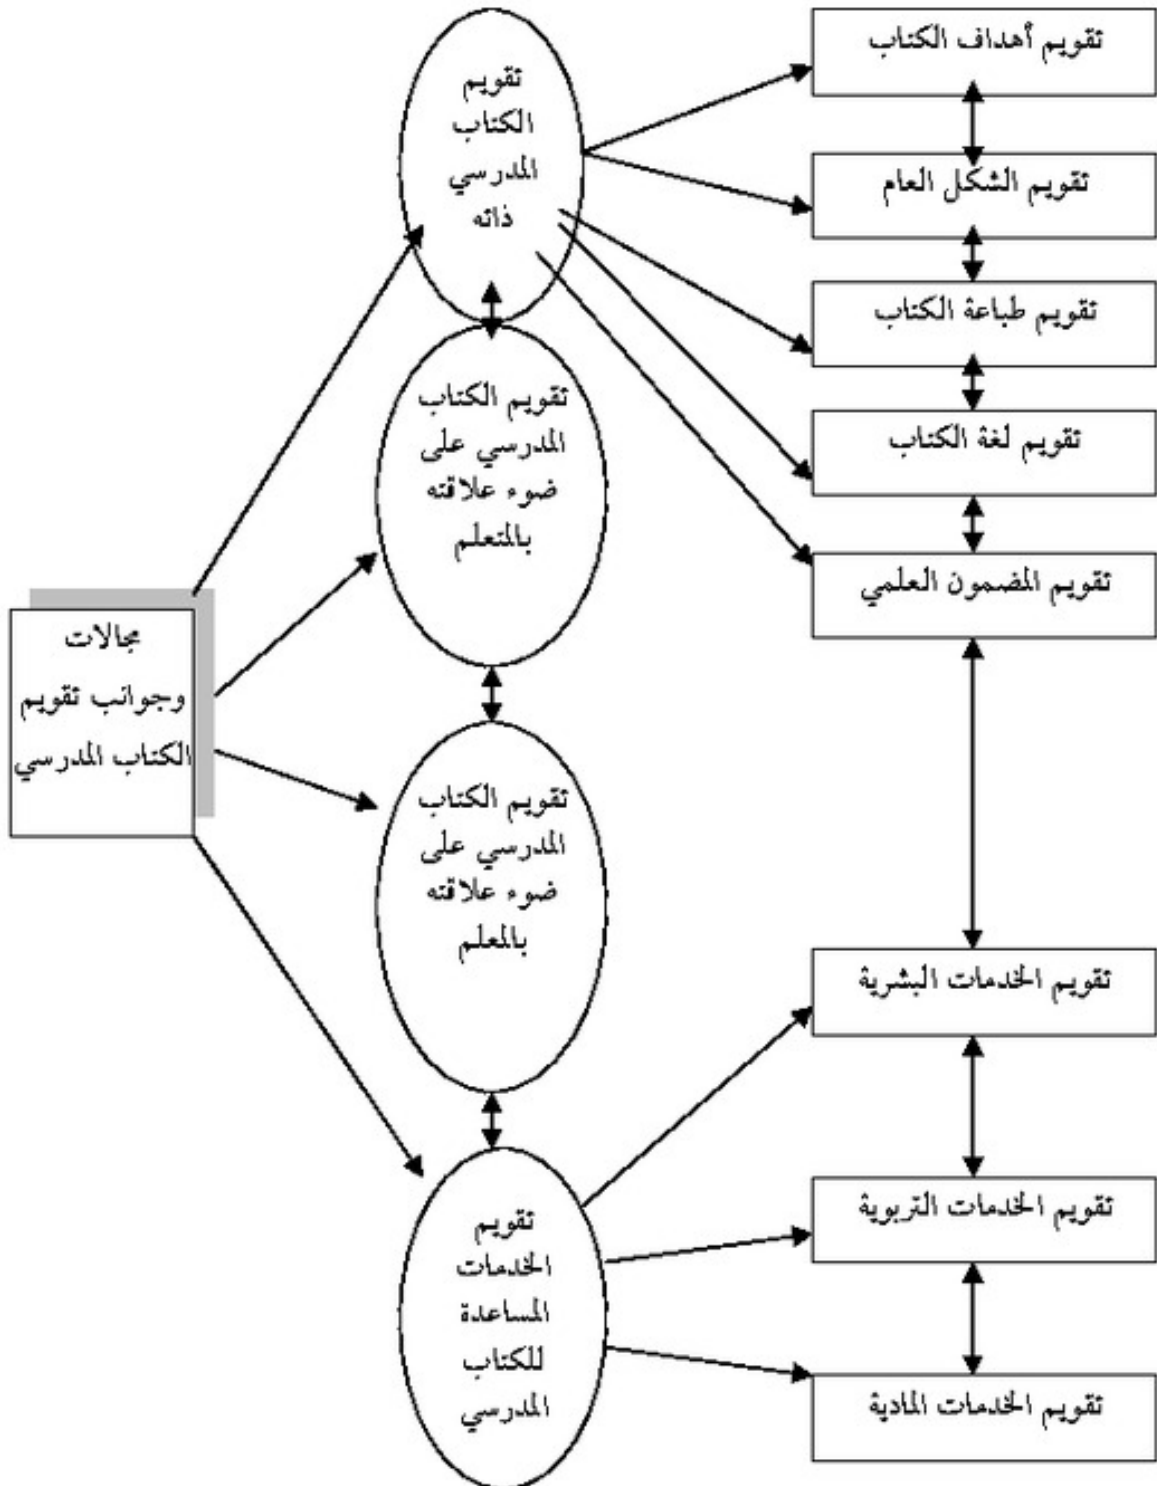 مجالات
وجوانب تقويم
الكتاب المدرسي
تقويم
الكتاب
المدرسي
ذاته
تقويم الكتاب
المدرسي على
ضوء علاقته
بالمتعلم
تقويم الكتاب
المدرسي على
ضوء علاقته
بالمعلم
تقويم
الخدمات
المساعدة
للكتاب
المدرسي
تقويم أهداف الكتاب
تقويم الشكل العام
تقويم طباعة الكتاب
تقويم لغة الكتاب
تقويم المضمون العلمي
تقويم الخدمات البشرية
تقويم الخدمات التربوية
تقويم الخدمات المادية